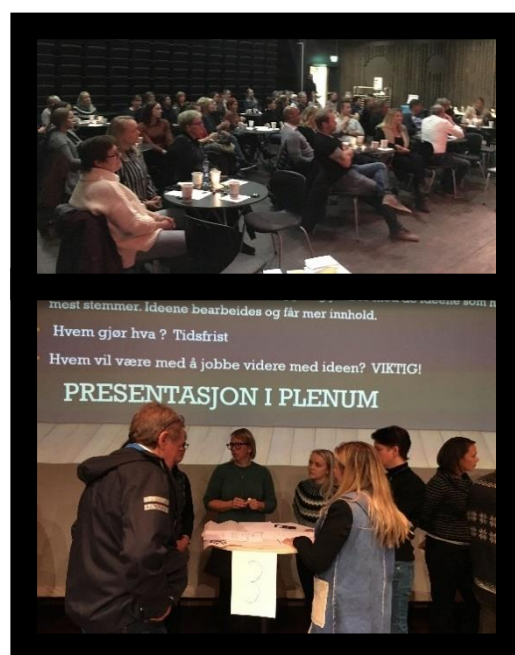 mest stemmer. Ideene bearbeides og får mer innhold.
Hvem gjør hva ? Tidsfrist
Hvem vil være med å jobbe videre med ideen? VIKTIG!
PRESENTASJON I PLENUM
3